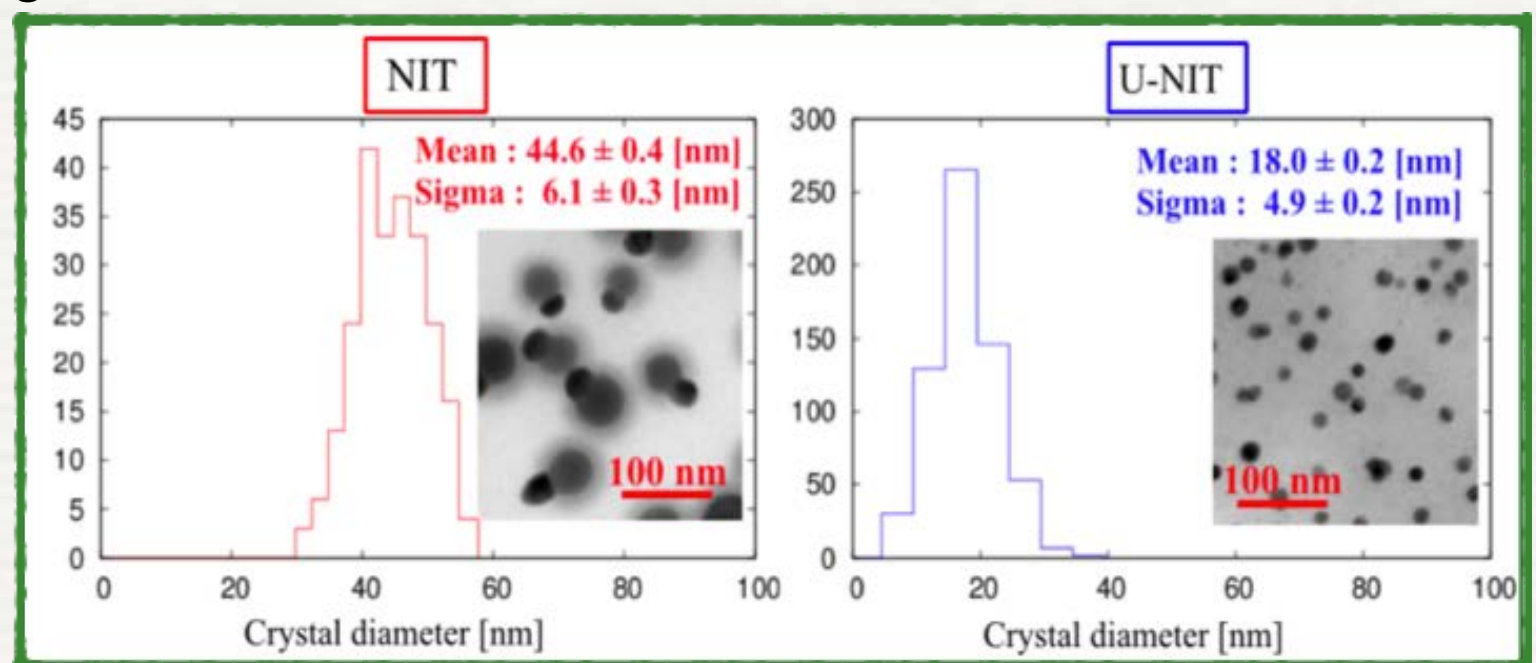 NIT
Mean : 44.6 ± 0.4 [nm]
Sigma : 6.1 ± 0.3 [nm]
45
40
35
30
25
20
15
10
5
0
100 nm
0 20 40 60 80 100
Crystal diameter [nm]
U-NIT
Mean : 18.0 ± 0.2 [nm]
Sigma : 4.9 ± 0.2 [nm]
300
250
200
150
100
50
0
100 nm
0 20 40 60 80 100
Crystal diameter [nm]